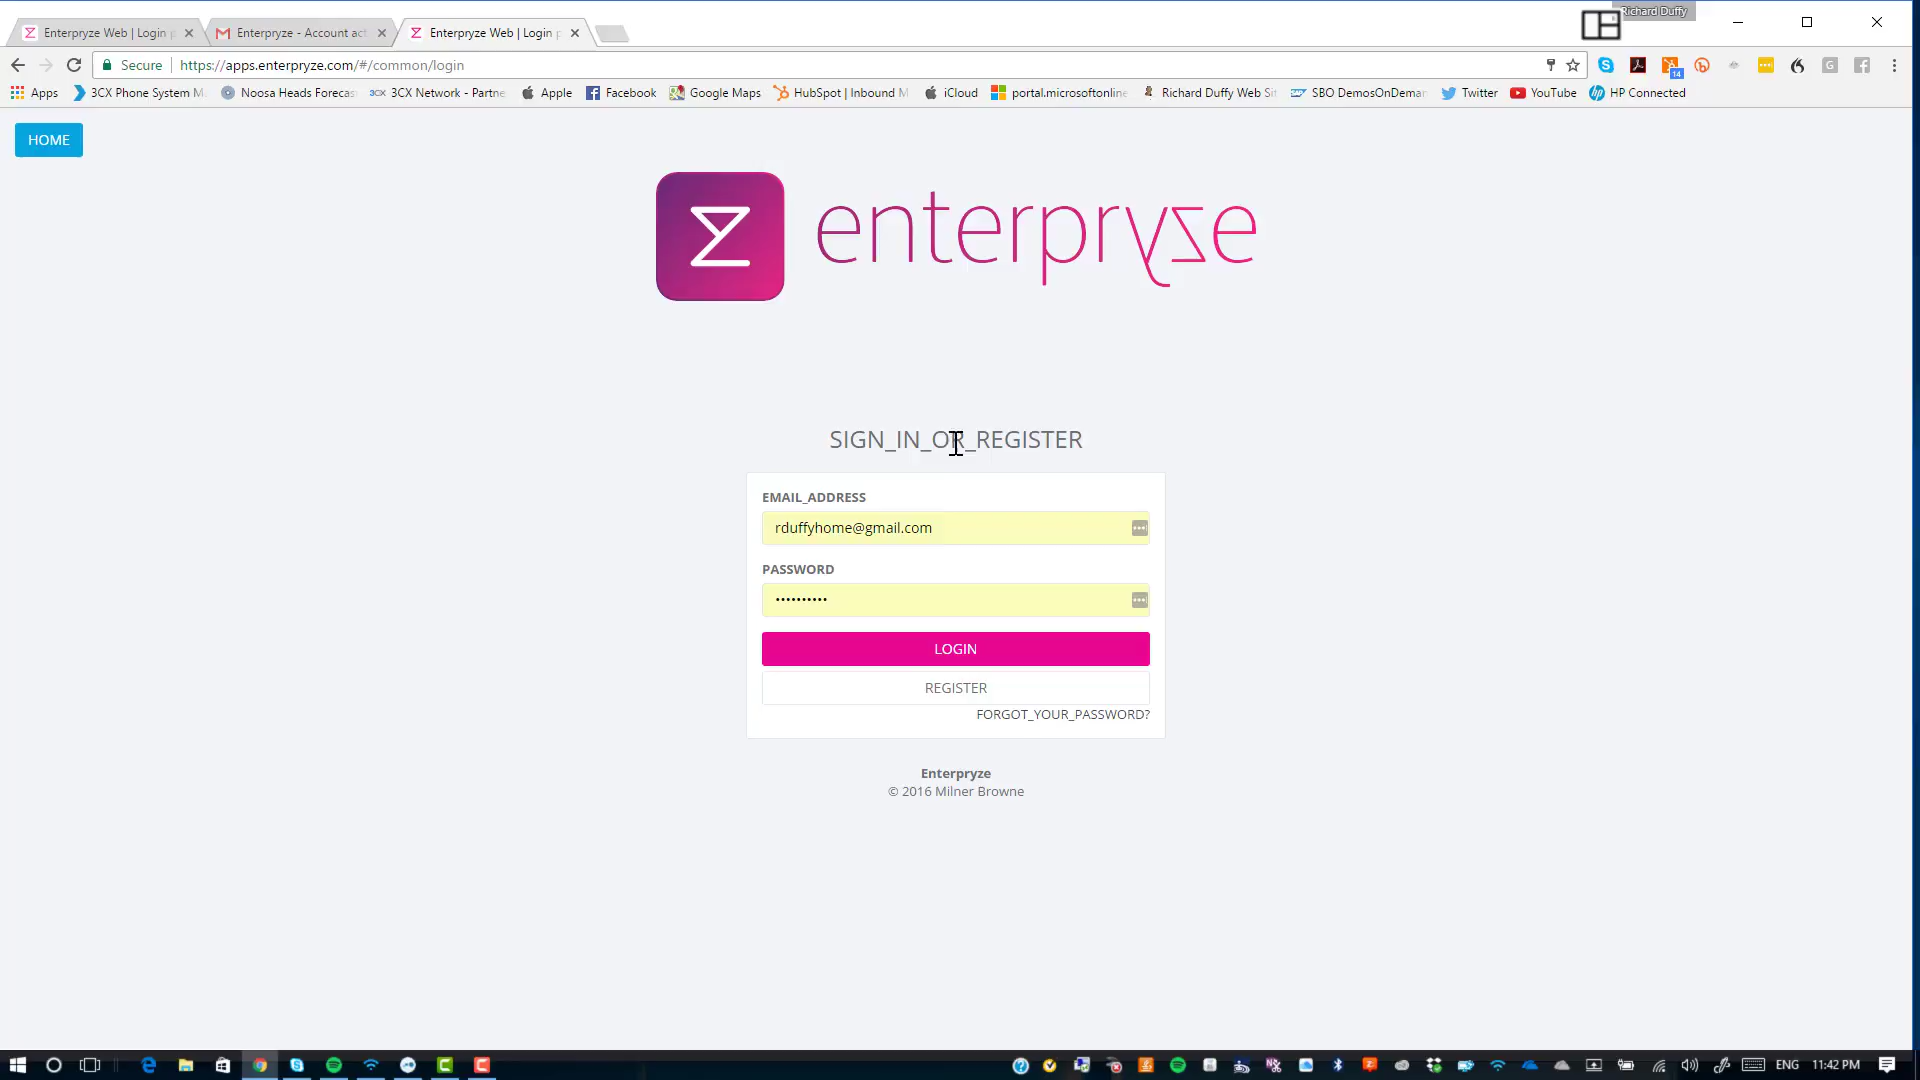 Richard Duffy
Enterpryze Web | Login p
Enterpryze - Account act
Enterpryze Web | Login p
Secure
https://apps.enterpryze.com/#/common/login
14
Apps
3CX Phone System M
Noosa Heads Forecas
3CX Network - Partne
Apple
Facebook
Google Maps
HubSpot | Inbound M
iCloud
portal.microsoftonline
Richard Duffy Web Sit
SBO DemosOnDeman
Twitter
YouTube
HP Connected
HOME
enterpryze
SIGN_IN_OR_REGISTER
EMAIL_ADDRESS
rduffyhome@gmail.com
PASSWORD
••••••••••
LOGIN
REGISTER
FORGOT_YOUR_PASSWORD?
Enterpryze
© 2016 Milner Browne
ENG
11:42 PM